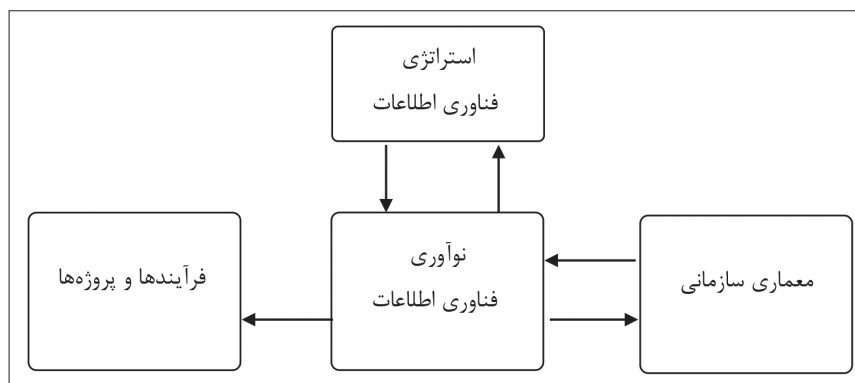 استراتژی
فناوری اطلاعات
معماری سازمانی
نوآوری
فناوری اطلاعات
فرآیندها و پروژه‌ها